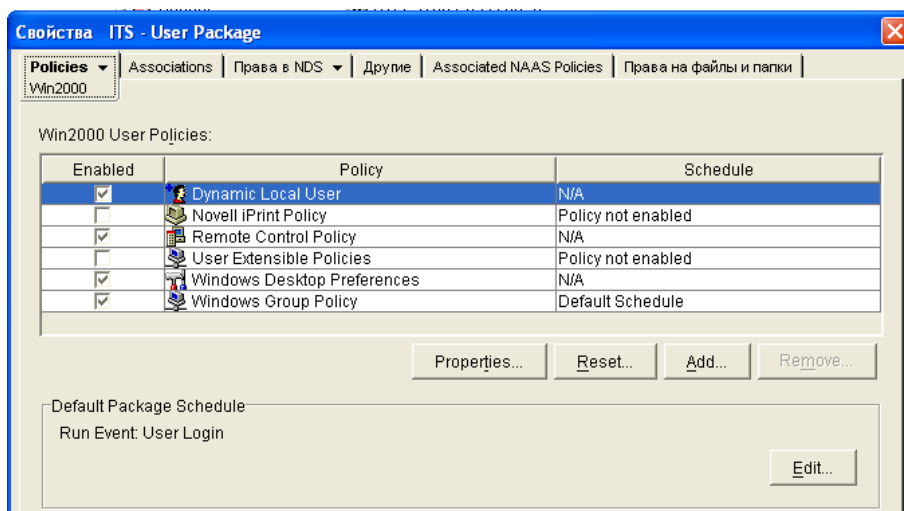 Свойства ITS - User Package
Policies Associations Права в NDS Другие Associated NAAS Policies Права на файлы и папки
Win2000
Win2000 User Policies:
Enabled Policy Schedule
Dynamic Local User N/A
Novell iPrint Policy Policy not enabled
Remote Control Policy N/A
User Extensible Policies Policy not enabled
Windows Desktop Preferences N/A
Windows Group Policy Default Schedule
Properties... Reset... Add... Remove...
Default Package Schedule
Run Event: User Login
Edit...